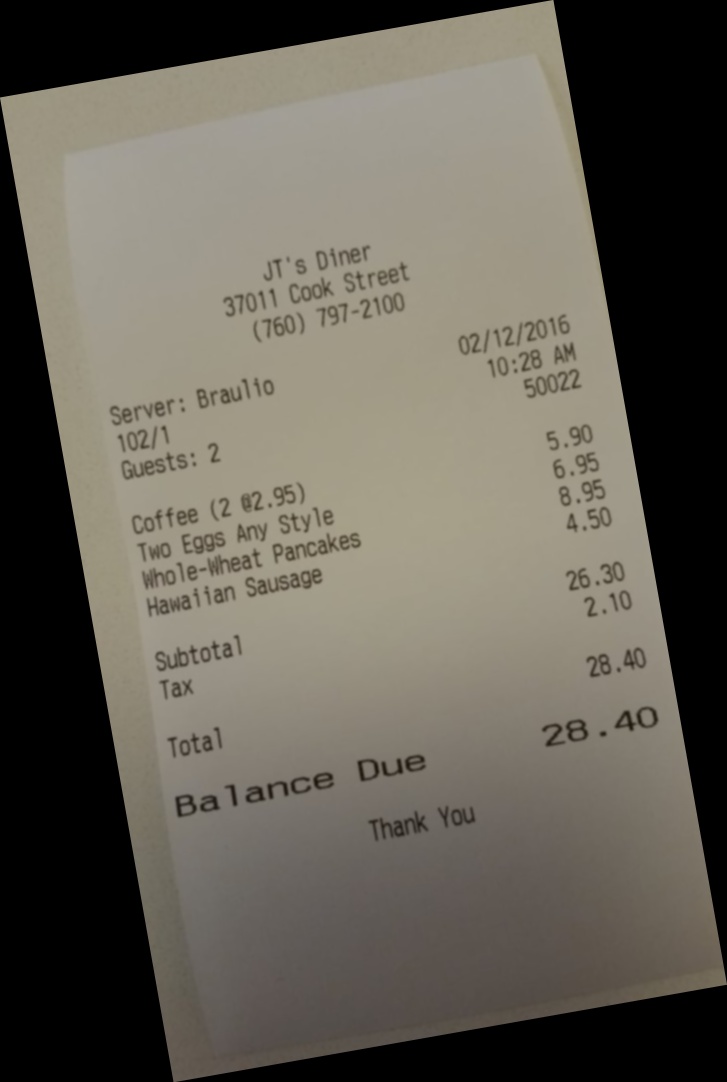 JT's Diner
37011 Cook Street
(760) 797-2100
02/12/2016
Server: Braulio 10:28 AM
102/1 50022
Guests: 2
Coffee (2 @2.95) 5.90
Two Eggs Any Style 6.95
Whole-Wheat Pancakes 8.95
Hawaiian Sausage 4.50
Subtotal 26.30
Tax 2.10
Total 28.40
Balance Due 28.40
Thank You